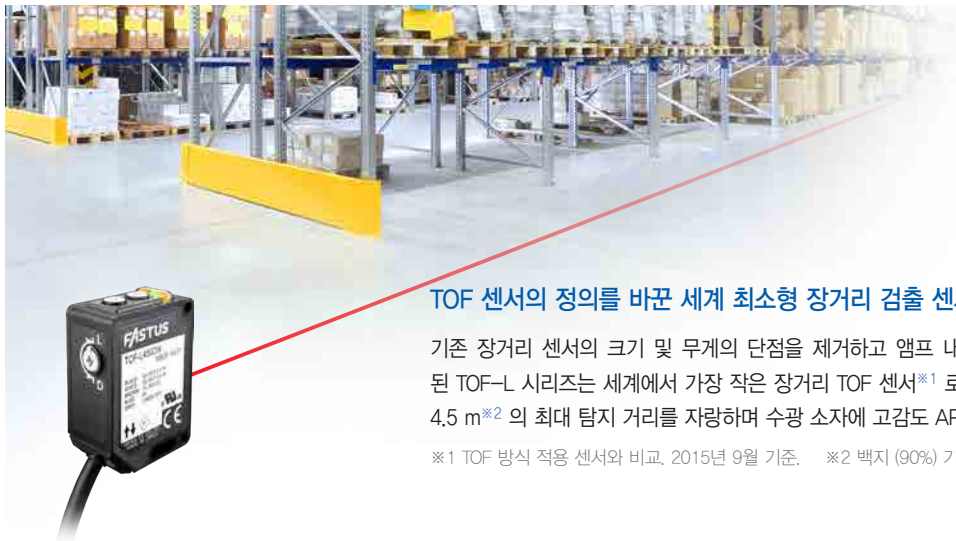 TOF 센서의 정의를 바꾼 세계 최소형 장거리 검출 센
기존 장거리 센서의 크기 및 무게의 단점을 제거하고 앰프 내
된 TOF-L 시리즈는 세계에서 가장 작은 장거리 TOF 센서※1 로
4.5 m※2 의 최대 탐지 거리를 자랑하며 수광 소자에 고감도 AP
※1 TOF 방식 적용 센서와 비교. 2015년 9월 기준. ※2 백지 (90%) 기
FASTUS
L
D
CE